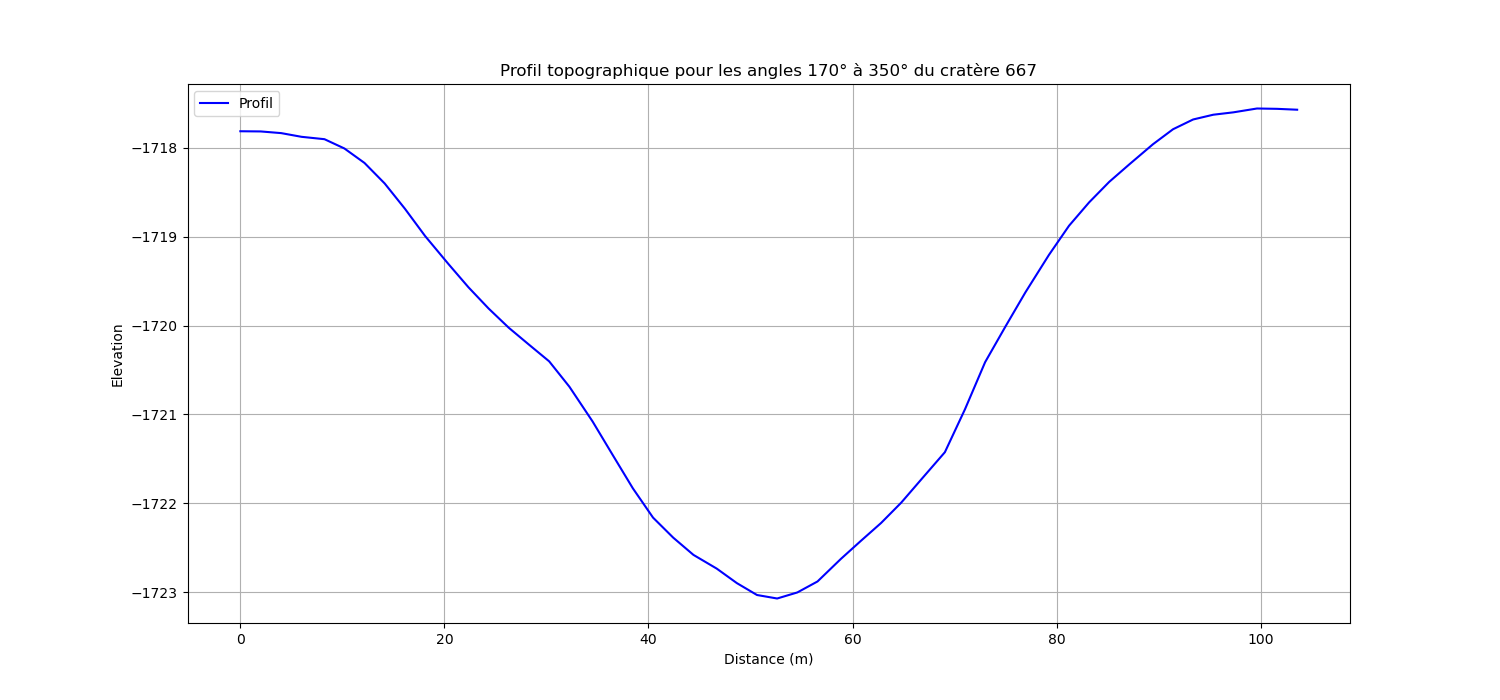 Profil topographique pour les angles 170° à 350° du cratère 667
Profil
−1718
−1719
−1720
−1721
−1722
−1723
Elevation
0 20 40 60 80 100
Distance (m)